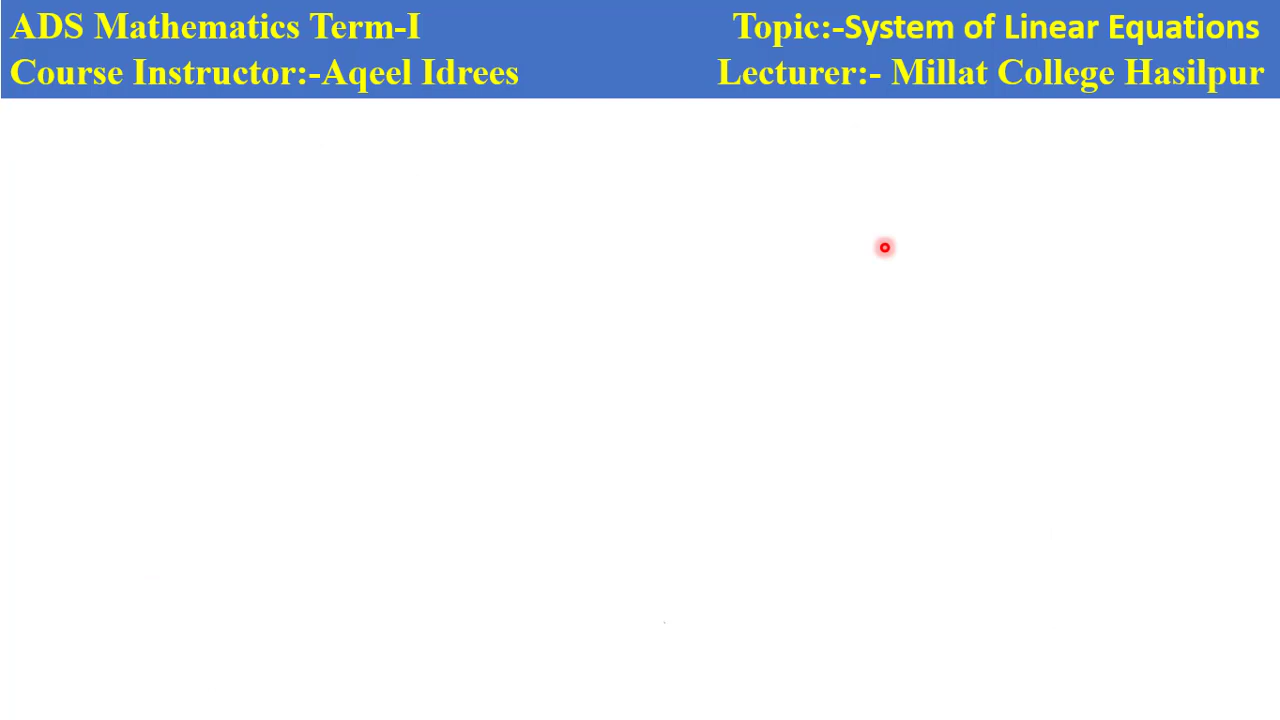 ADS Mathematics Term-I Topic:-System of Linear Equations
Course Instructor:-Aqeel Idrees Lecturer:- Millat College Hasilpur